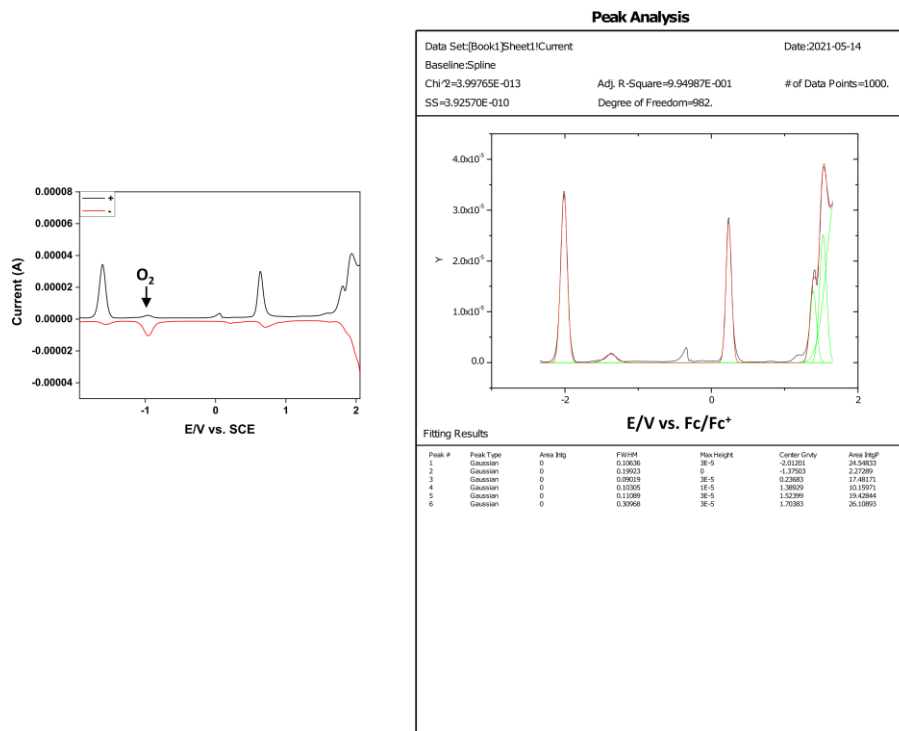 Peak Analysis
Data Set:[Book1]Sheet1!Current Date:2021-05-14
Baseline:Spline
Chi^2=3.99765E-013 Adj. R-Square=9.94987E-001 # of Data Points=1000.
SS=3.92570E-010 Degree of Freedom=982.
4.0x10⁻⁵
3.0x10⁻⁵
2.0x10⁻⁵
1.0x10⁻⁵
0.0
Y
-2 0 2
E/V vs. Fc/Fc⁺
0.00008
0.00006
0.00004
0.00002
0.00000
-0.00002
-0.00004
Current (A)
+
-
O₂
-1 0 1 2
E/V vs. SCE
Fitting Results
Peak # Peak Type Area Intg FWHM Max Height Center Grvty Area IntgP
1 Gaussian 0 0.10636 3E-5 -2.01201 24.54833
2 Gaussian 0 0.19923 0 -1.37503 2.27289
3 Gaussian 0 0.09019 3E-5 0.23683 17.48171
4 Gaussian 0 0.10305 1E-5 1.38929 10.15971
5 Gaussian 0 0.11089 3E-5 1.52399 19.42844
6 Gaussian 0 0.30968 3E-5 1.70383 26.10893